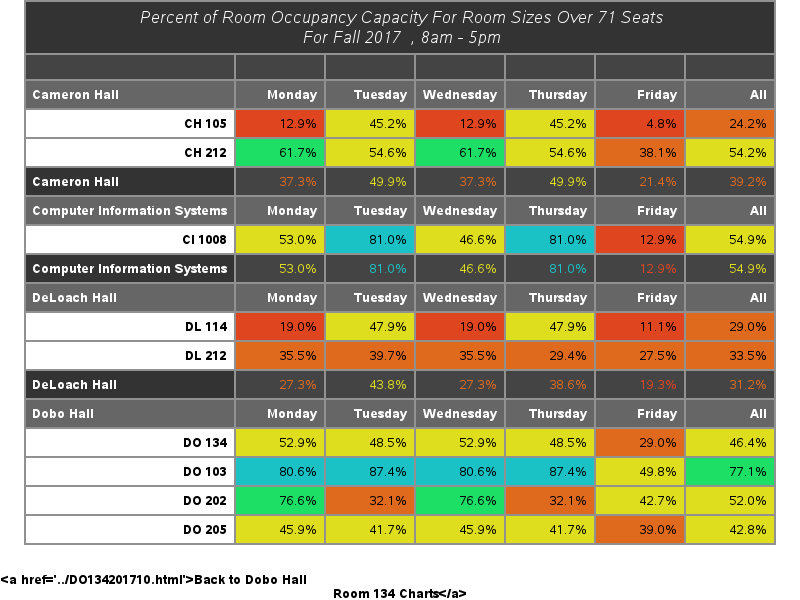 Percent of Room Occupancy Capacity For Room Sizes Over 71 Seats
For Fall 2017 , 8am - 5pm
Cameron Hall Monday Tuesday Wednesday Thursday Friday All
CH 105 12.9% 45.2% 12.9% 45.2% 4.8% 24.2%
CH 212 61.7% 54.6% 61.7% 54.6% 38.1% 54.2%
Cameron Hall 37.3% 49.9% 37.3% 49.9% 21.4% 39.2%
Computer Information Systems Monday Tuesday Wednesday Thursday Friday All
CI 1008 53.0% 81.0% 46.6% 81.0% 12.9% 54.9%
Computer Information Systems 53.0% 81.0% 46.6% 81.0% 12.9% 54.9%
DeLoach Hall Monday Tuesday Wednesday Thursday Friday All
DL 114 19.0% 47.9% 19.0% 47.9% 11.1% 29.0%
DL 212 35.5% 39.7% 35.5% 29.4% 27.5% 33.5%
DeLoach Hall 27.3% 43.8% 27.3% 38.6% 19.3% 31.2%
Dobo Hall Monday Tuesday Wednesday Thursday Friday All
DO 134 52.9% 48.5% 52.9% 48.5% 29.0% 46.4%
DO 103 80.6% 87.4% 80.6% 87.4% 49.8% 77.1%
DO 202 76.6% 32.1% 76.6% 32.1% 42.7% 52.0%
DO 205 45.9% 41.7% 45.9% 41.7% 39.0% 42.8%
<a href='../DO134201710.html'>Back to Dobo Hall
Room 134 Charts</a>